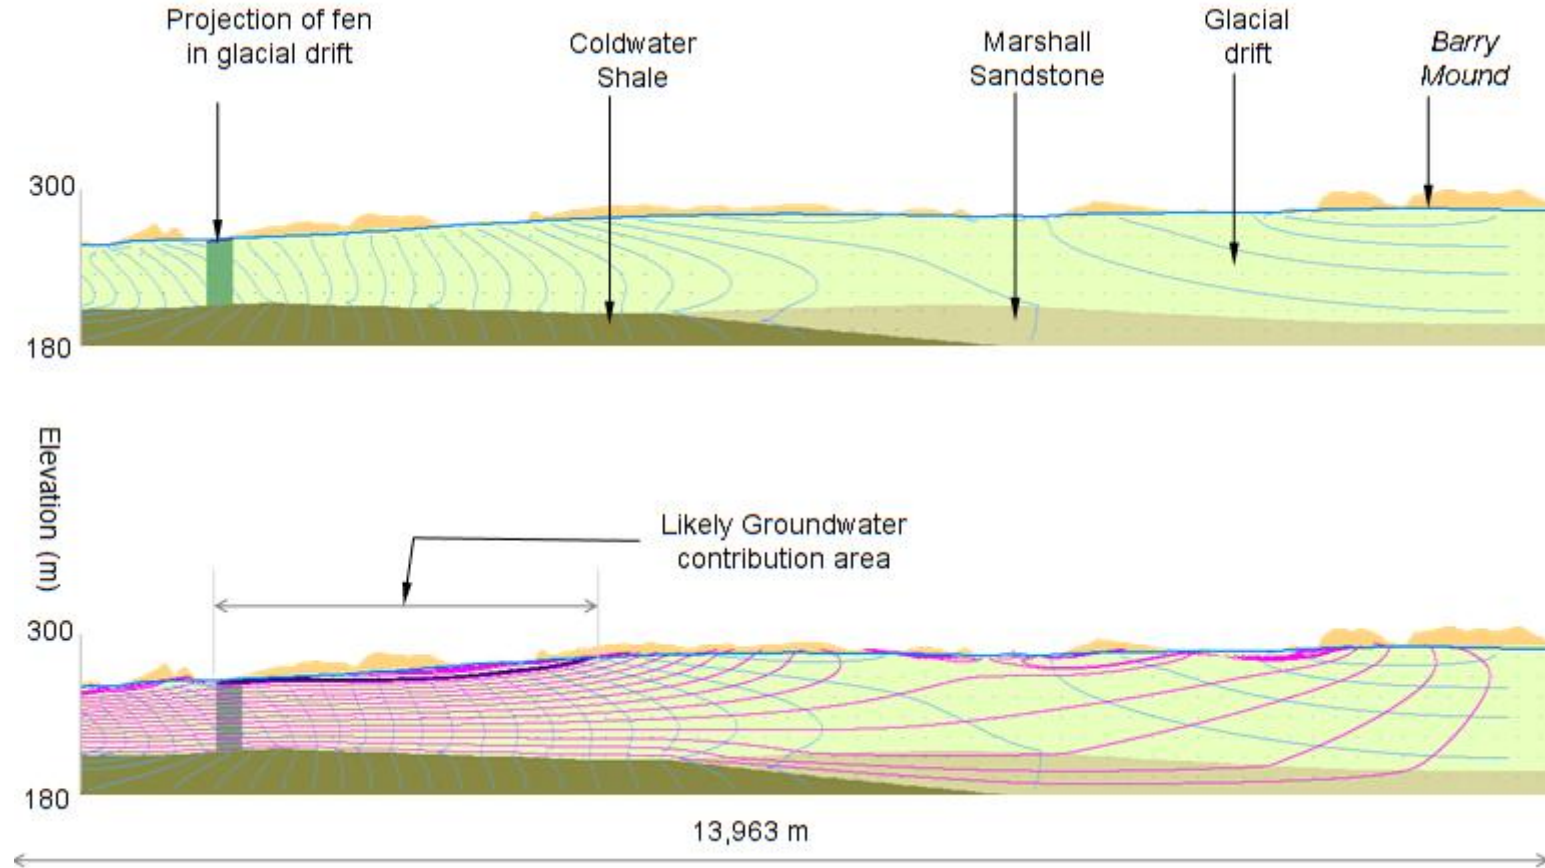 Projection of fen
in glacial drift
Coldwater
Shale
Marshall
Sandstone
Glacial
drift
Barry
Mound
300
180
Elevation (m)
Likely Groundwater
contribution area
300
180
13,963 m